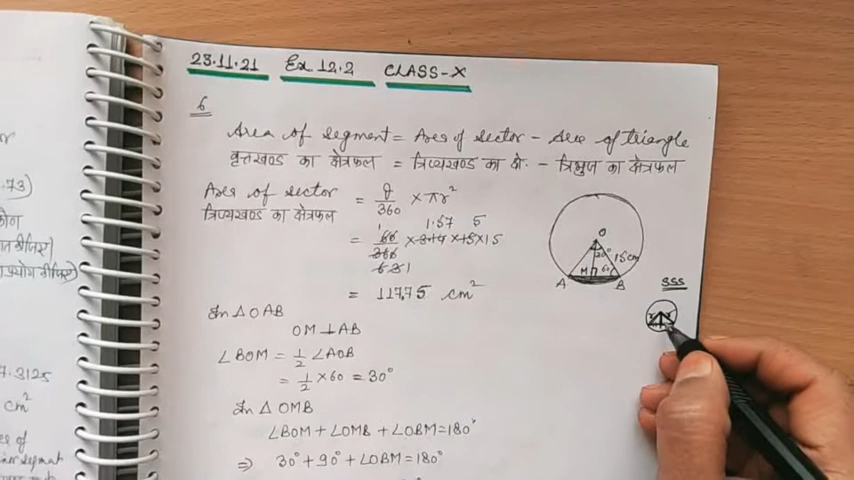 23.11.21 Ex 12.2 CLASS-X
6
Area of segment = Area of sector - Area of triangle
वृत्तखण्ड का क्षेत्रफल = त्रिज्यखण्ड का क्षे. - त्रिभुज का क्षेत्रफल
Area of sector = θ/360 × πr²
त्रिज्यखण्ड का क्षेत्रफल
1.57 5
= 60/360 × 3.14 × 15 × 15
= 117.75 cm²
O
30° 15cm
M 60
A B
SSS
In △ OAB
OM ⊥ AB
∠BOM = 1/2 ∠AOB
= 1/2 × 60 = 30°
In △ OMB
∠BOM + ∠OMB + ∠OBM = 180°
⇒ 30° + 90° + ∠OBM = 180°
.73)
7.3125
cm²